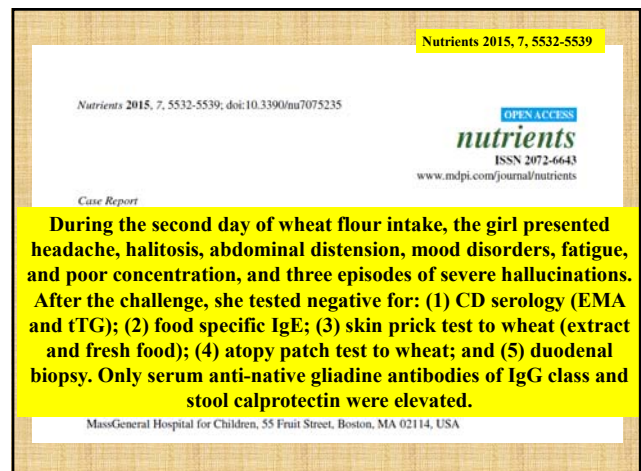 Nutrients 2015, 7, 5532-5539
Nutrients 2015, 7, 5532-5539; doi:10.3390/nu7075235
OPEN ACCESS
nutrients
ISSN 2072-6643
www.mdpi.com/journal/nutrients
Case Report
During the second day of wheat flour intake, the girl presented
headache, halitosis, abdominal distension, mood disorders, fatigue,
and poor concentration, and three episodes of severe hallucinations.
After the challenge, she tested negative for: (1) CD serology (EMA
and tTG); (2) food specific IgE; (3) skin prick test to wheat (extract
and fresh food); (4) atopy patch test to wheat; and (5) duodenal
biopsy. Only serum anti-native gliadine antibodies of IgG class and
stool calprotectin were elevated.
MassGeneral Hospital for Children, 55 Fruit Street, Boston, MA 02114, USA